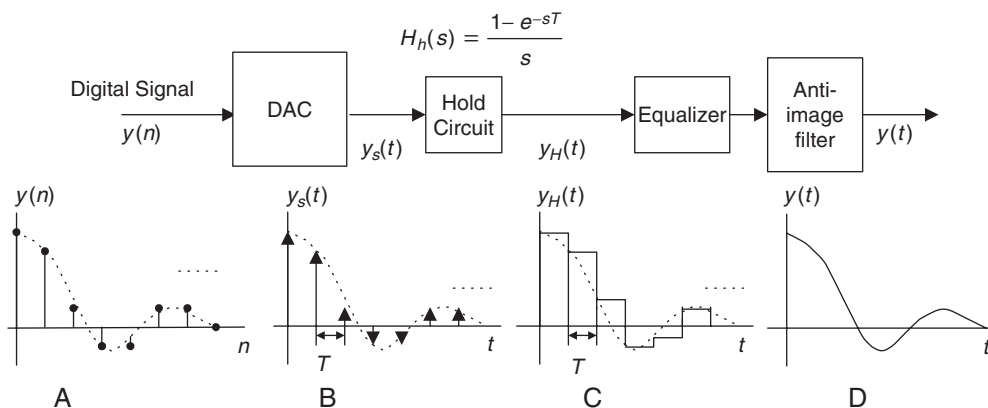 H_h(s) = (1 − e^{−sT}) / s
Digital Signal
y(n)
DAC
y_s(t)
Hold
Circuit
y_H(t)
Equalizer
Anti-
image
filter
y(t)
y(n)
n
A
y_s(t)
T
t
B
y_H(t)
T
t
C
y(t)
t
D